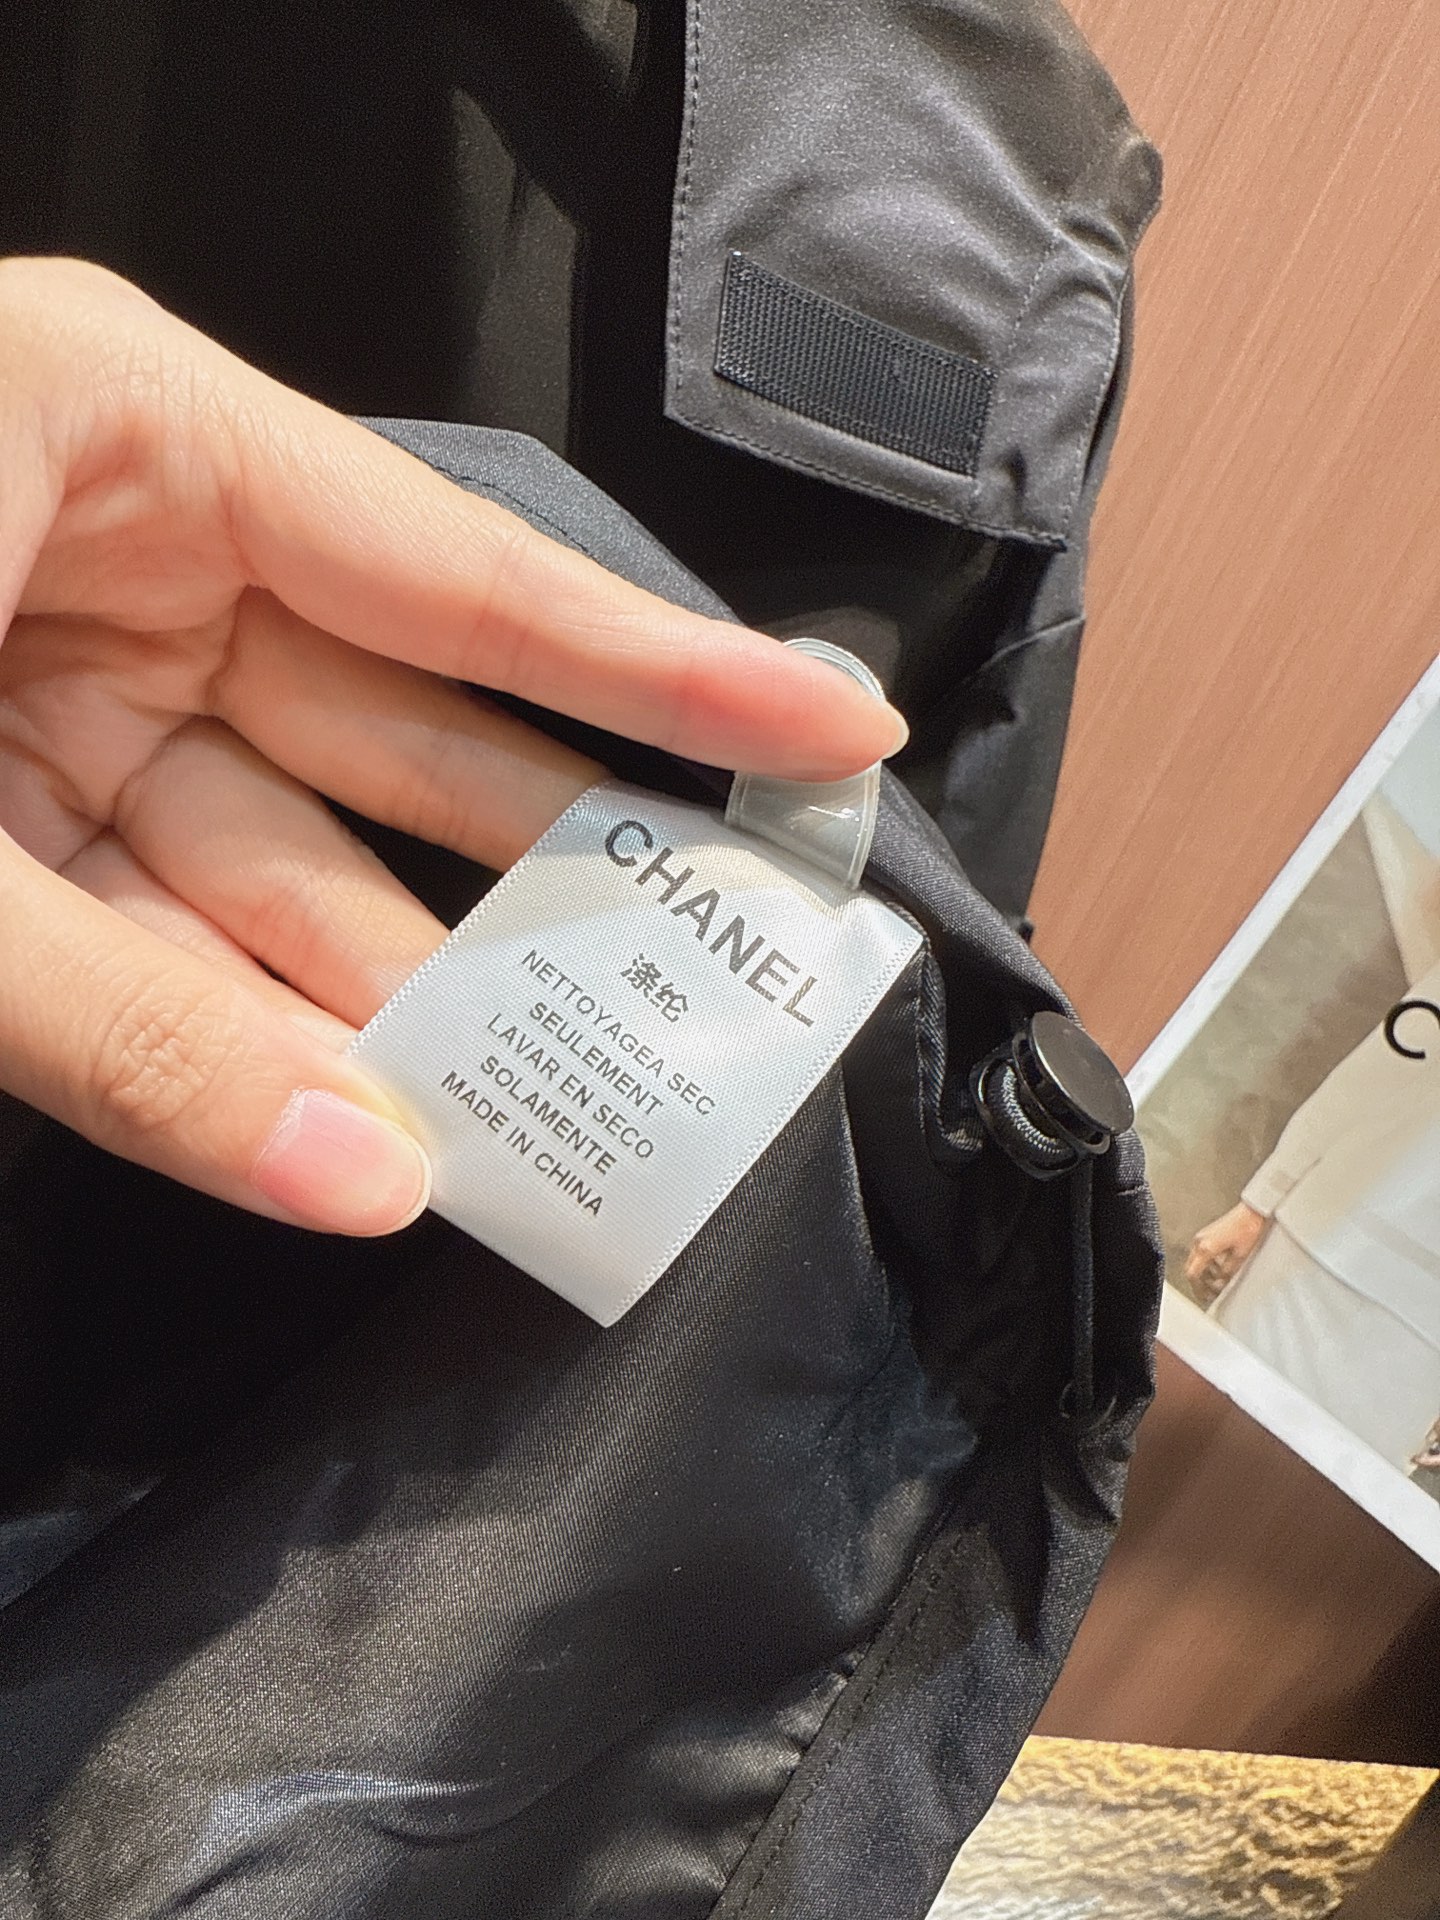 CHANEL
涤纶
NETTOYAGEA SEC
SEULEMENT
LAVAR EN SECO
SOLAMENTE
MADE IN CHINA
C